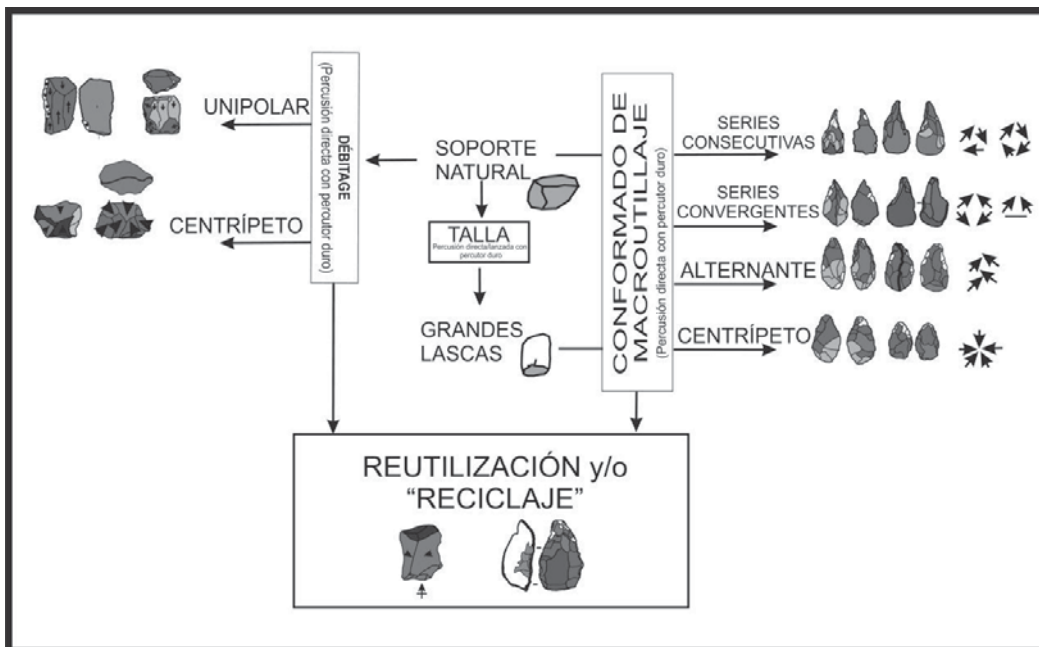 UNIPOLAR
CENTRÍPETO
DÉBITAGE
(Percusión directa con percutor duro)
SOPORTE
NATURAL
TALLA
Percusión directa/lanzada con
percutor duro
GRANDES
LASCAS
CONFORMADO DE
MACROUTILLAJE
(Percusión directa con percutor duro)
SERIES
CONSECUTIVAS
SERIES
CONVERGENTES
ALTERNANTE
CENTRÍPETO
REUTILIZACIÓN y/o
“RECICLAJE”